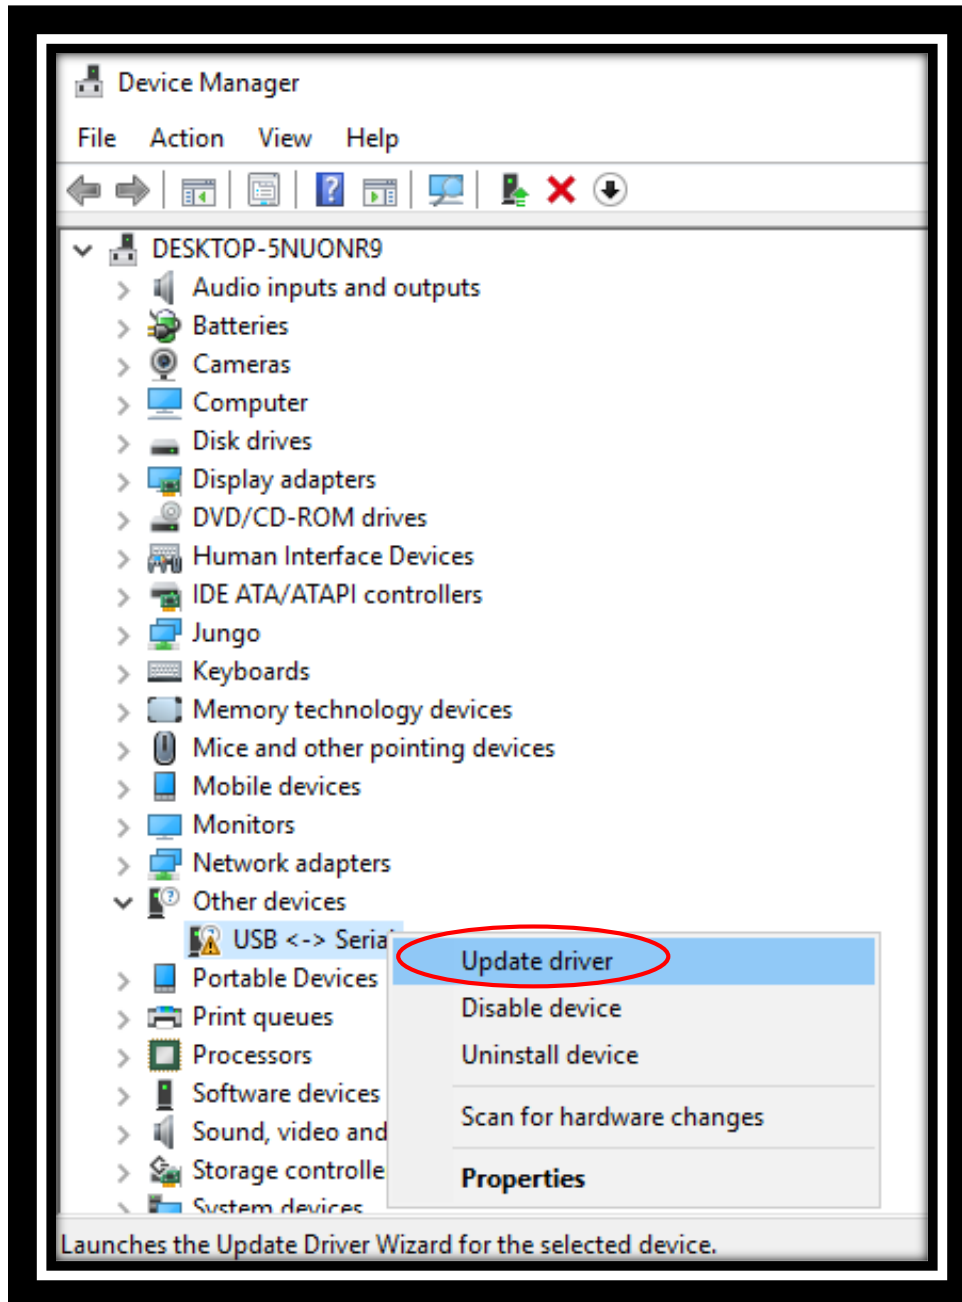 Device Manager
File Action View Help
DESKTOP-5NUONR9
Audio inputs and outputs
Batteries
Cameras
Computer
Disk drives
Display adapters
DVD/CD-ROM drives
Human Interface Devices
IDE ATA/ATAPI controllers
Jungo
Keyboards
Memory technology devices
Mice and other pointing devices
Mobile devices
Monitors
Network adapters
Other devices
USB <-> Serial
Update driver
Portable Devices
Disable device
Print queues
Processors
Uninstall device
Software devices
Scan for hardware changes
Sound, video and
Storage controlle
Properties
System devices
Launches the Update Driver Wizard for the selected device.